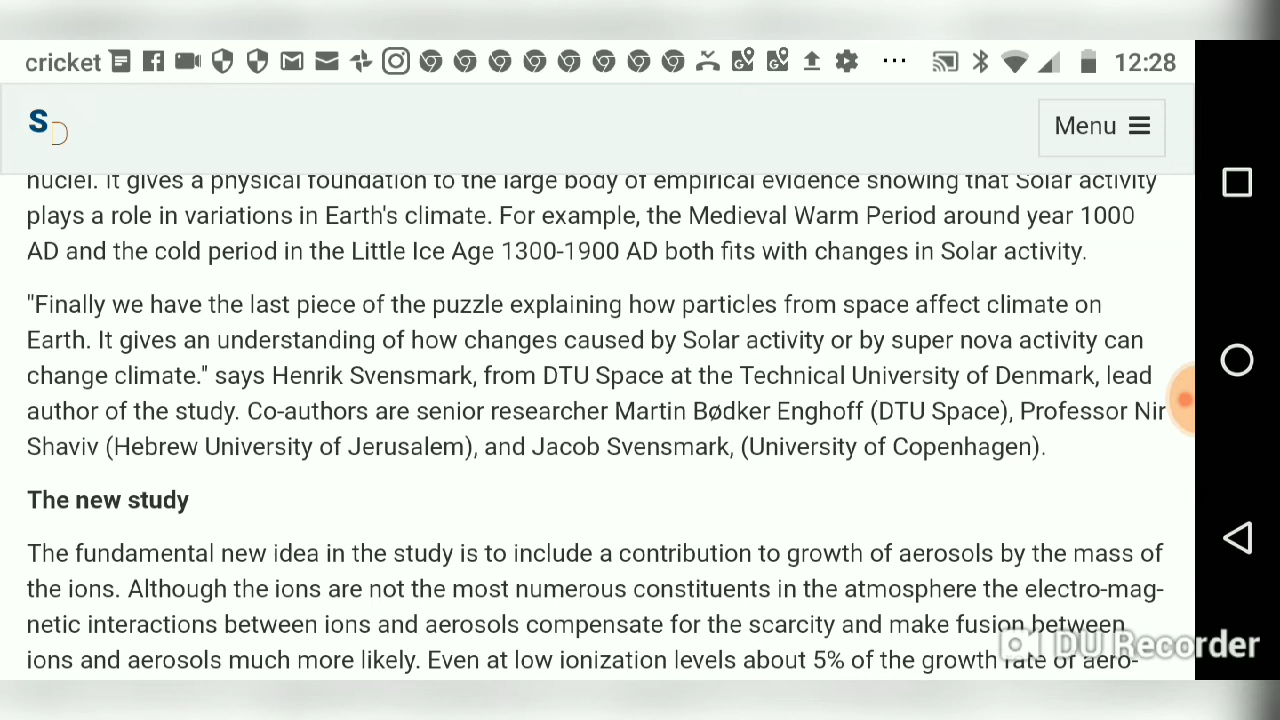 cricket
12:28
S
D
Menu
nuclei. It gives a physical foundation to the large body of empirical evidence showing that Solar activity
plays a role in variations in Earth's climate. For example, the Medieval Warm Period around year 1000
AD and the cold period in the Little Ice Age 1300-1900 AD both fits with changes in Solar activity.
"Finally we have the last piece of the puzzle explaining how particles from space affect climate on
Earth. It gives an understanding of how changes caused by Solar activity or by super nova activity can
change climate." says Henrik Svensmark, from DTU Space at the Technical University of Denmark, lead
author of the study. Co-authors are senior researcher Martin Bødker Enghoff (DTU Space), Professor Nir
Shaviv (Hebrew University of Jerusalem), and Jacob Svensmark, (University of Copenhagen).
The new study
The fundamental new idea in the study is to include a contribution to growth of aerosols by the mass of
the ions. Although the ions are not the most numerous constituents in the atmosphere the electro-mag-
netic interactions between ions and aerosols compensate for the scarcity and make fusion between
ions and aerosols much more likely. Even at low ionization levels about 5% of the growth rate of aero-
DU Recorder